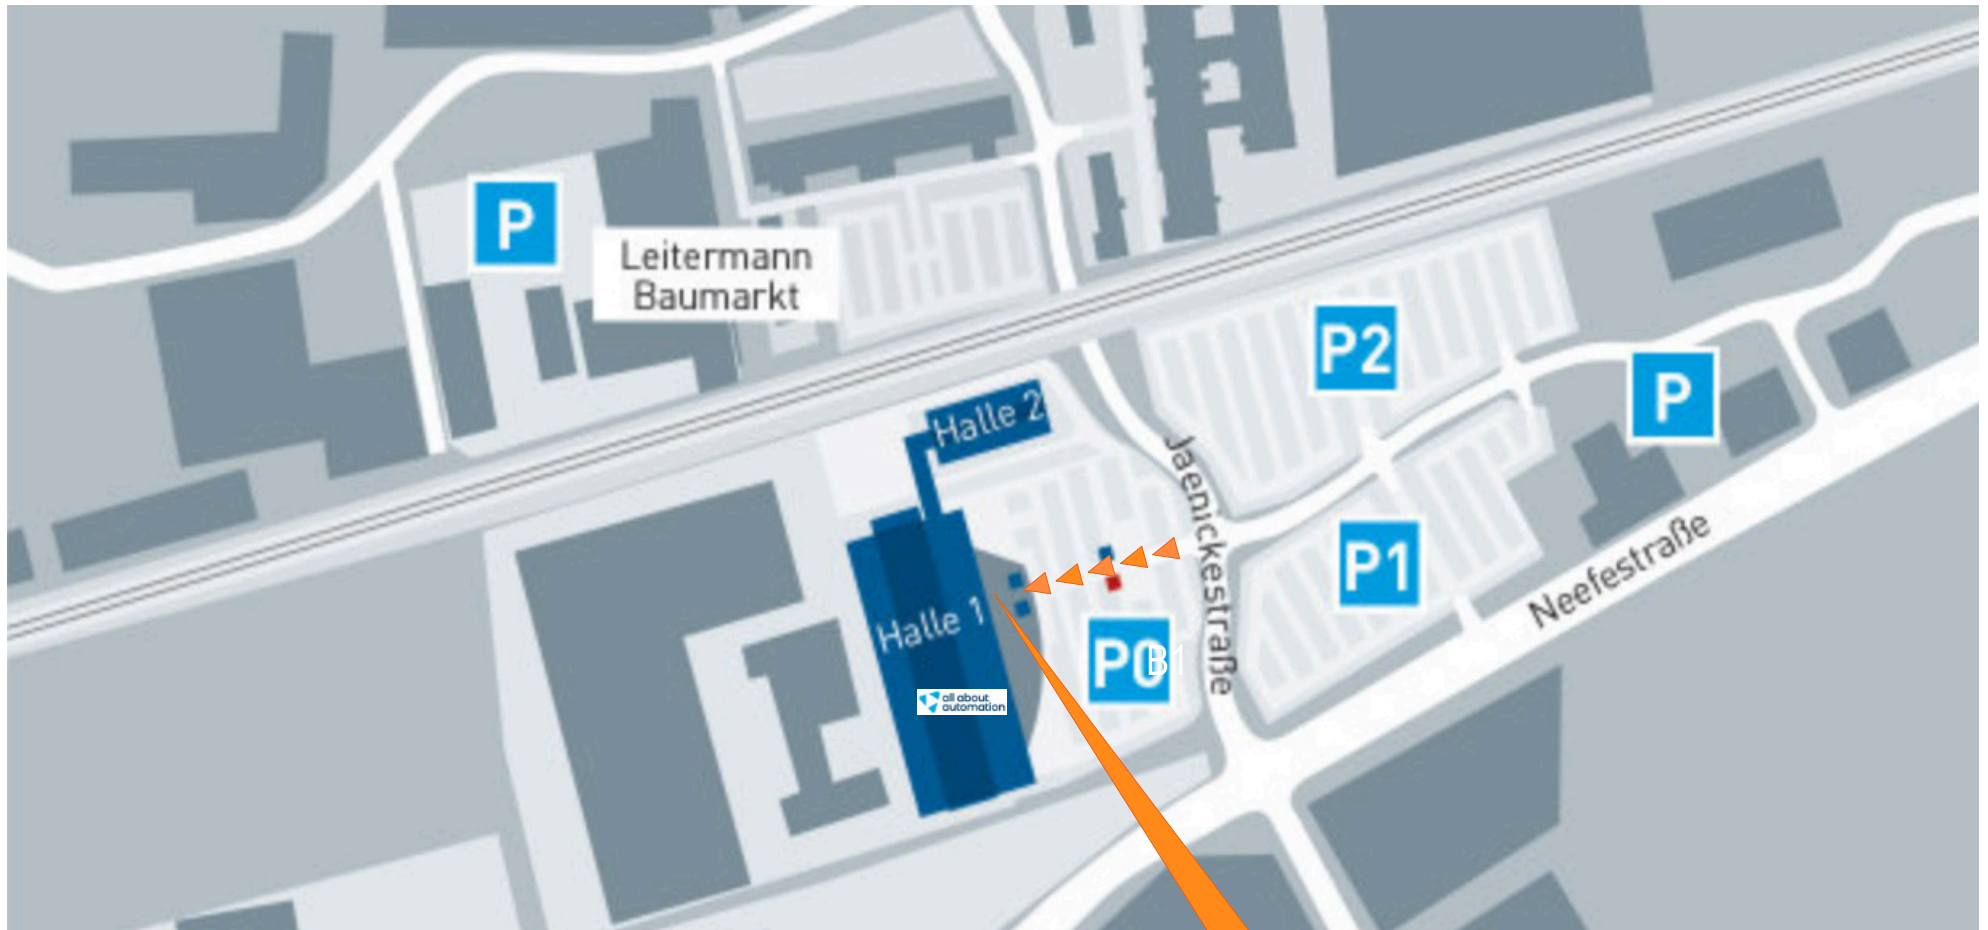 P
Leitermann
Baumarkt
P2
P
Halle 2
Jaenickestraße
P1
Neefestraße
Halle 1
P0
B1
all about
automation